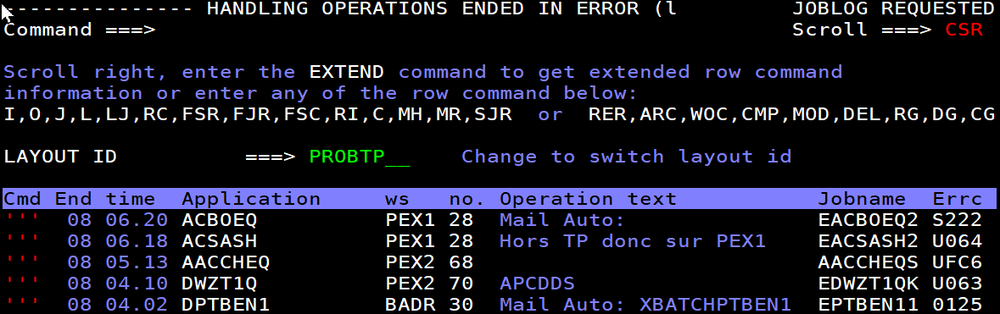 --------------- HANDLING OPERATIONS ENDED IN ERROR (l JOBLOG REQUESTED
Command ===> Scroll ===> CSR
Scroll right, enter the EXTEND command to get extended row command
information or enter any of the row command below:
I,O,J,L,LJ,RC,FSR,FJR,FSC,RI,C,MH,MR,SJR or RER,ARC,WOC,CMP,MOD,DEL,RG,DG,CG
LAYOUT ID ===> PROBTP__ Change to switch layout id
Cmd End time Application ws no. Operation text Jobname Errc
''' 08 06.20 ACBOEQ PEX1 28 Mail Auto: EACBOEQ2 S222
''' 08 06.18 ACSASH PEX1 28 Hors TP donc sur PEX1 EACSASH2 U064
''' 08 05.13 AACCHEQ PEX2 68 AACCHEQS UFC6
''' 08 04.10 DWZT1Q PEX2 70 APCDDS EDWZT1QK U063
''' 08 04.02 DPTBEN1 BADR 30 Mail Auto: XBATCHPTBEN1 EPTBEN11 0125